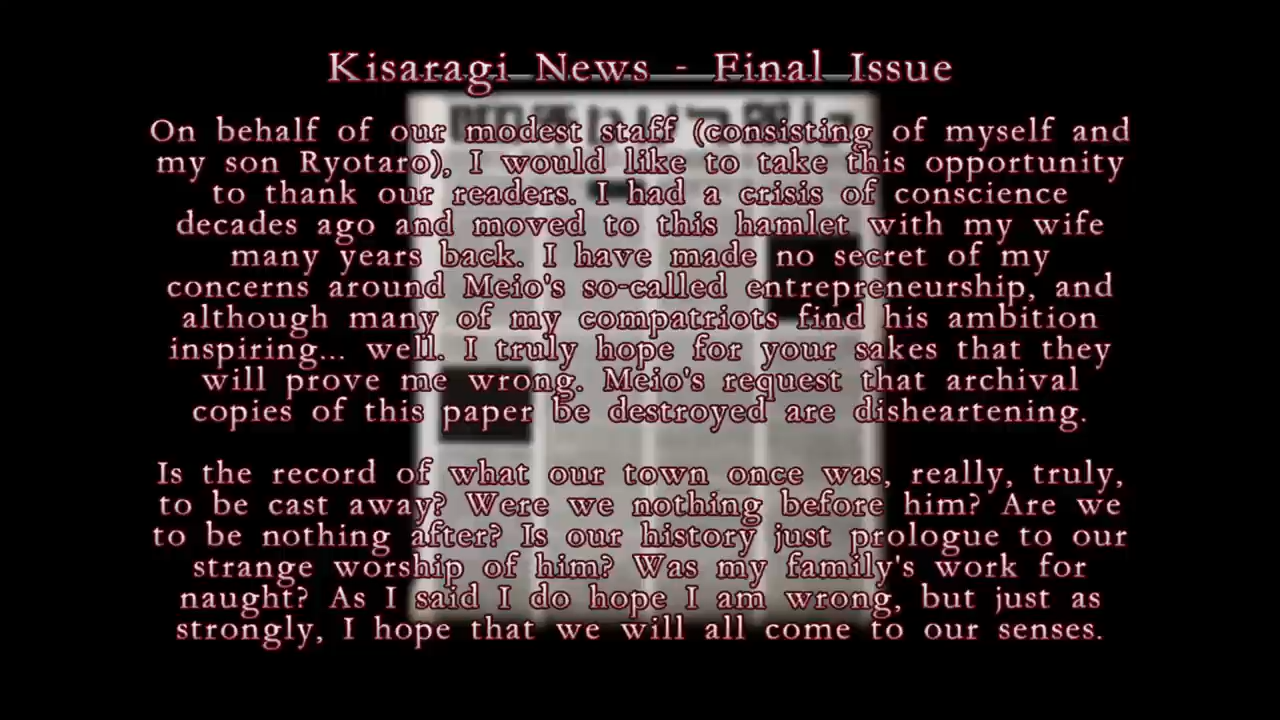 Kisaragi News - Final Issue
On behalf of our modest staff (consisting of myself and
my son Ryotaro), I would like to take this opportunity
to thank our readers. I had a crisis of conscience
decades ago and moved to this hamlet with my wife
many years back. I have made no secret of my
concerns around Meio's so-called entrepreneurship, and
although many of my compatriots find his ambition
inspiring... well. I truly hope for your sakes that they
will prove me wrong. Meio's request that archival
copies of this paper be destroyed are disheartening.
Is the record of what our town once was, really, truly,
to be cast away? Were we nothing before him? Are we
to be nothing after? Is our history just prologue to our
strange worship of him? Was my family's work for
naught? As I said I do hope I am wrong, but just as
strongly, I hope that we will all come to our senses.